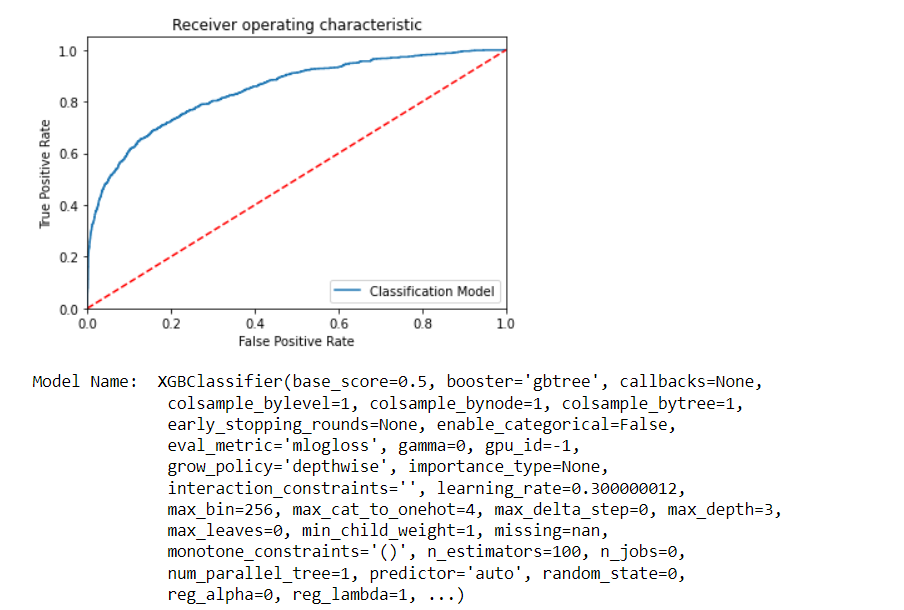 Receiver operating characteristic
1.0
0.8
0.6
0.4
0.2
0.0
True Positive Rate
Classification Model
0.0 0.2 0.4 0.6 0.8 1.0
False Positive Rate
Model Name: XGBClassifier(base_score=0.5, booster='gbtree', callbacks=None,
colsample_bylevel=1, colsample_bynode=1, colsample_bytree=1,
early_stopping_rounds=None, enable_categorical=False,
eval_metric='mlogloss', gamma=0, gpu_id=-1,
grow_policy='depthwise', importance_type=None,
interaction_constraints='', learning_rate=0.300000012,
max_bin=256, max_cat_to_onehot=4, max_delta_step=0, max_depth=3,
max_leaves=0, min_child_weight=1, missing=nan,
monotone_constraints='()', n_estimators=100, n_jobs=0,
num_parallel_tree=1, predictor='auto', random_state=0,
reg_alpha=0, reg_lambda=1, ...)